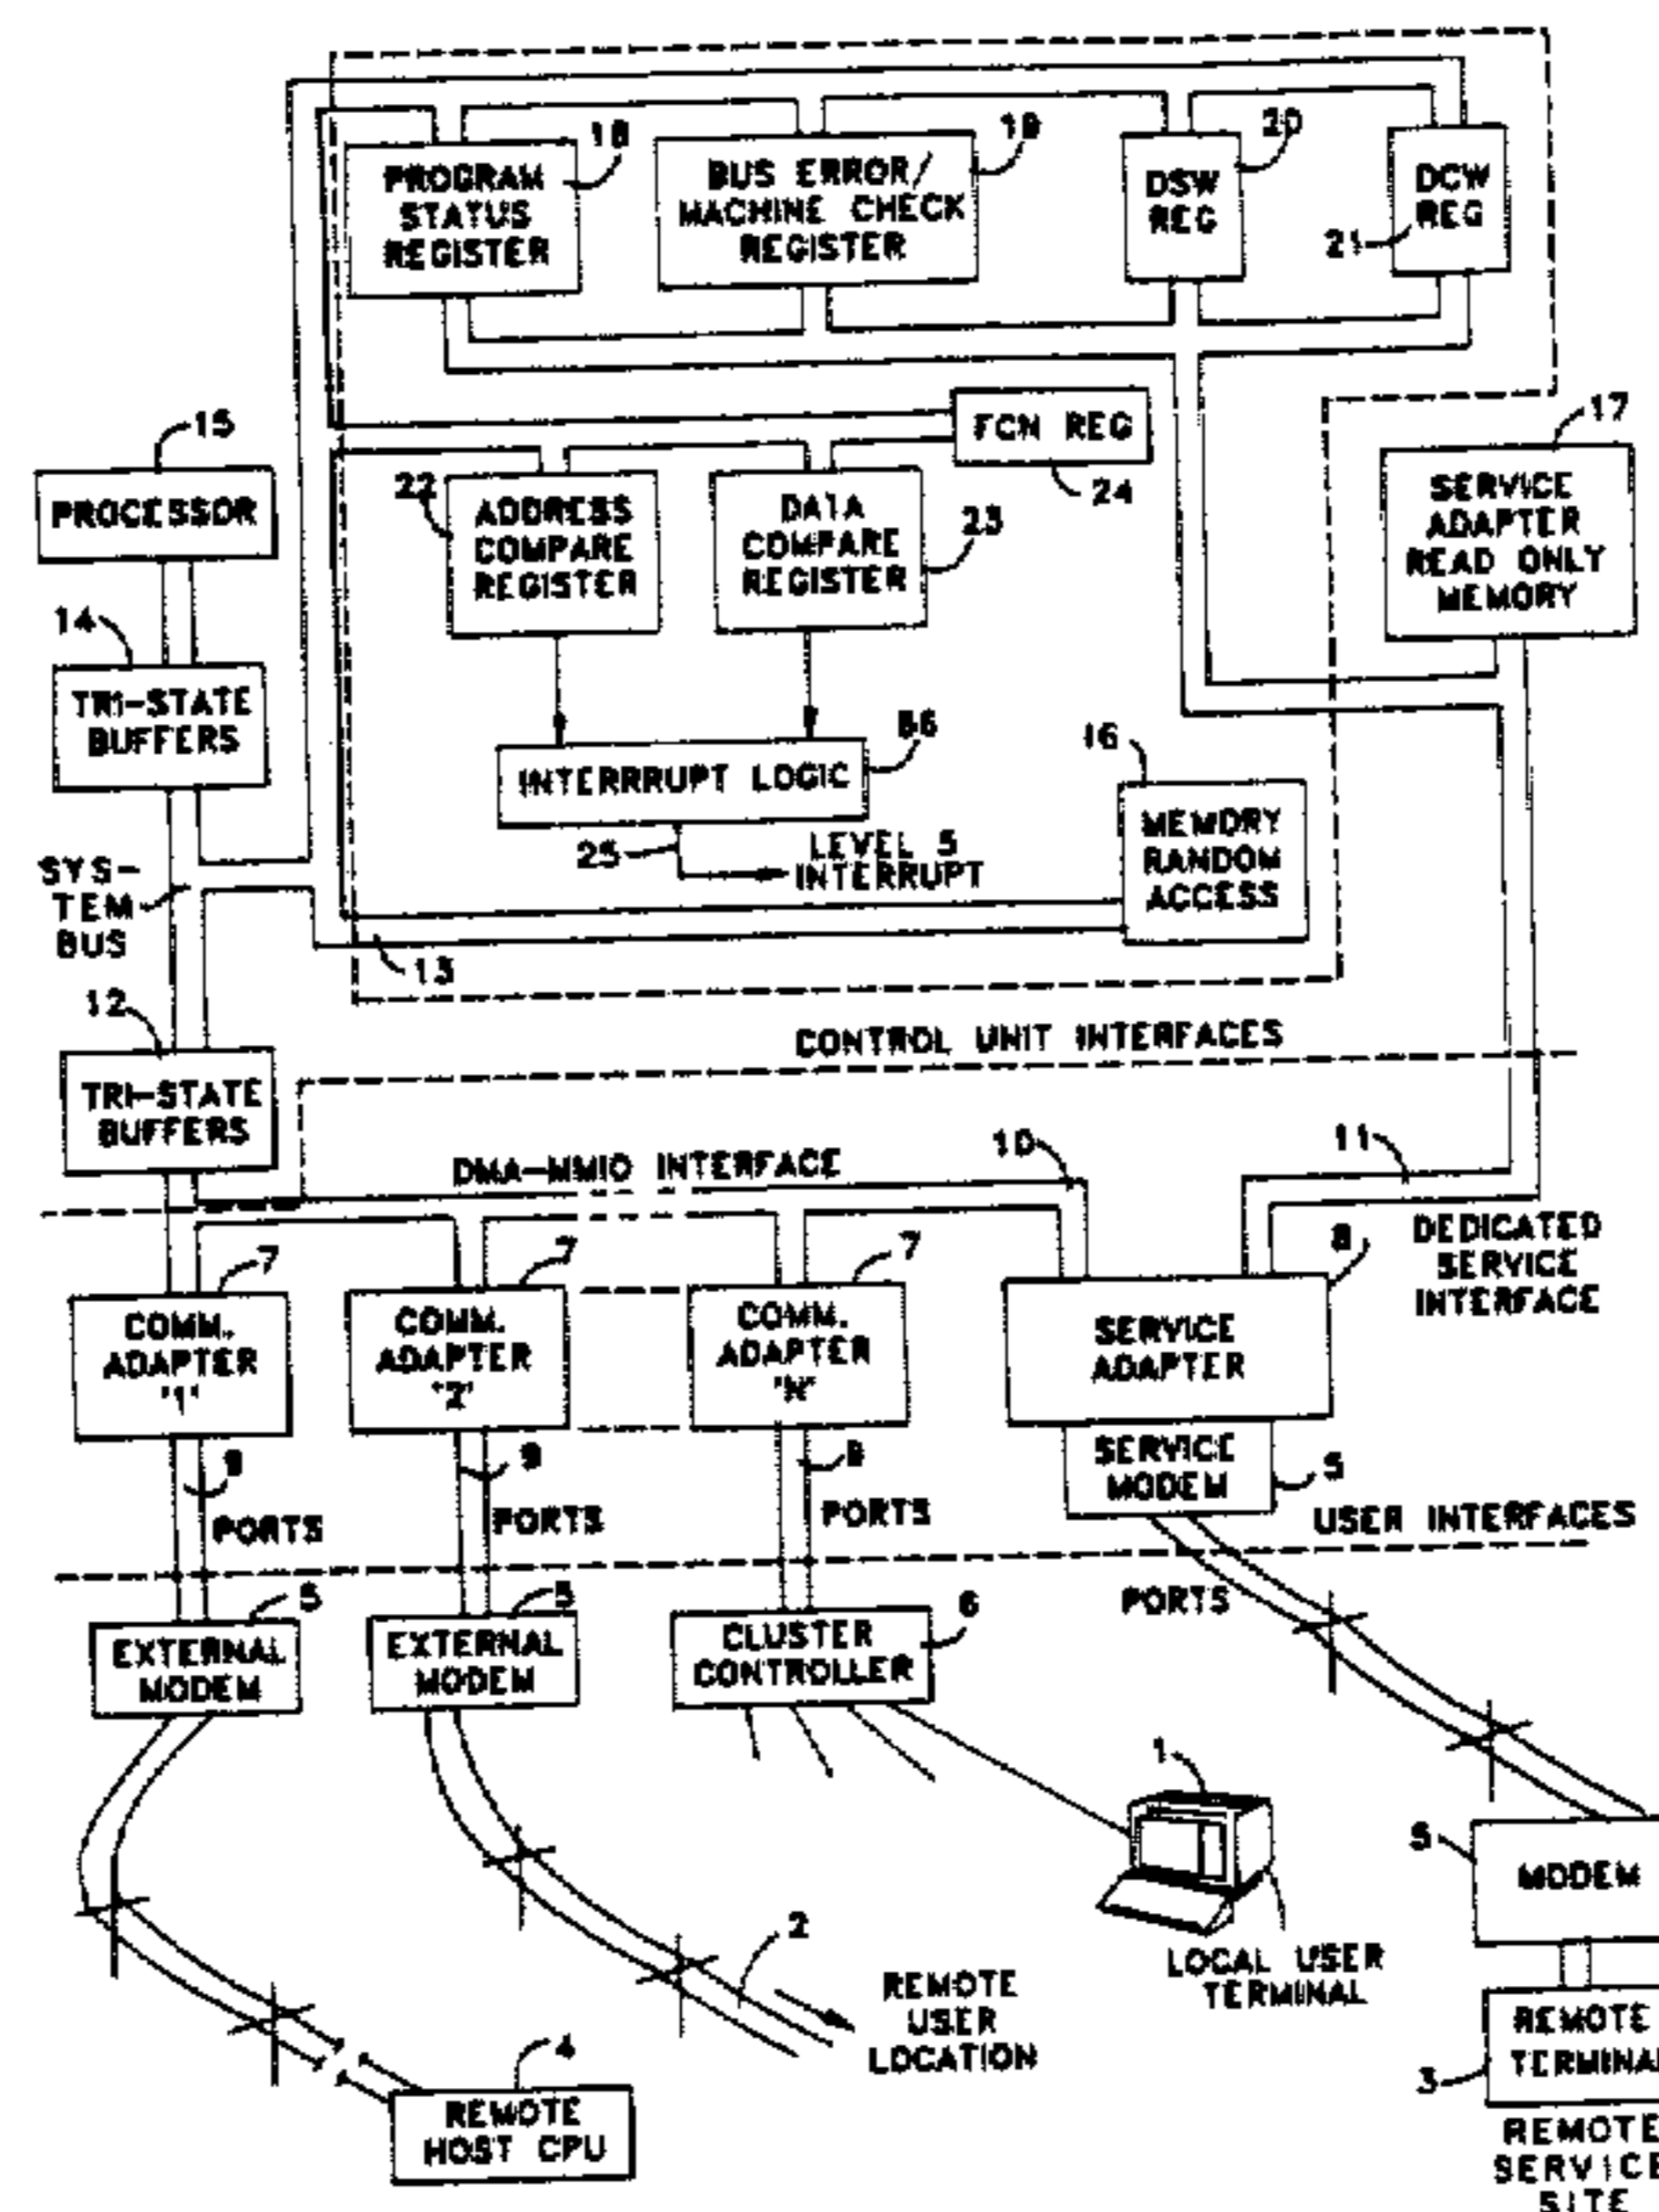 18
19
20
PROGRAM
STATUS
REGISTER
BUS ERROR/
MACHINE CHECK
REGISTER
DSW
REG
DCW
REG
21
15
PROCESSOR
FCN REG
24
17
SERVICE
ADAPTER
READ ONLY
MEMORY
22
ADDRESS
COMPARE
REGISTER
DATA
COMPARE
REGISTER
23
14
TRI-STATE
BUFFERS
INTERRRUPT LOGIC
16
MEMORY
RANDOM
ACCESS
25
LEVEL 5
INTERRUPT
SYS-
TEM
BUS
13
12
TRI-STATE
BUFFERS
CONTROL UNIT INTERFACES
DMA-MMIO INTERFACE
10
11
DEDICATED
SERVICE
INTERFACE
7
7
7
8
COMM.
ADAPTER
'1'
COMM.
ADAPTER
'2'
COMM.
ADAPTER
'N'
SERVICE
ADAPTER
SERVICE
MODEM
5
9
PORTS
9
PORTS
PORTS
USER INTERFACES
PORTS
5
EXTERNAL
MODEM
5
EXTERNAL
MODEM
6
CLUSTER
CONTROLLER
1
LOCAL USER
TERMINAL
5
MODEM
2
REMOTE
USER
LOCATION
4
REMOTE
HOST CPU
REMOTE
TERMINAL
3
REMOTE
SERVICE
SITE